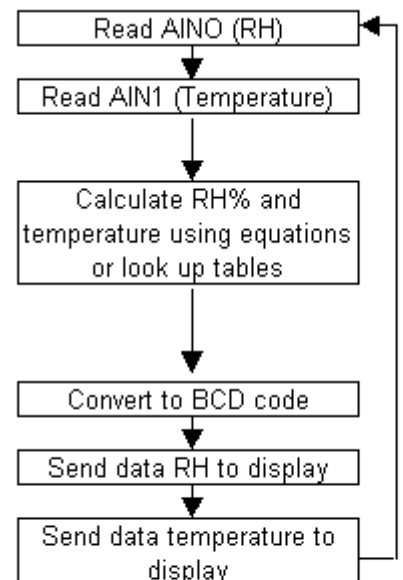 Read AINO (RH)
Read AIN1 (Temperature)
Calculate RH% and
temperature using equations
or look up tables
Convert to BCD code
Send data RH to display
Send data temperature to
display